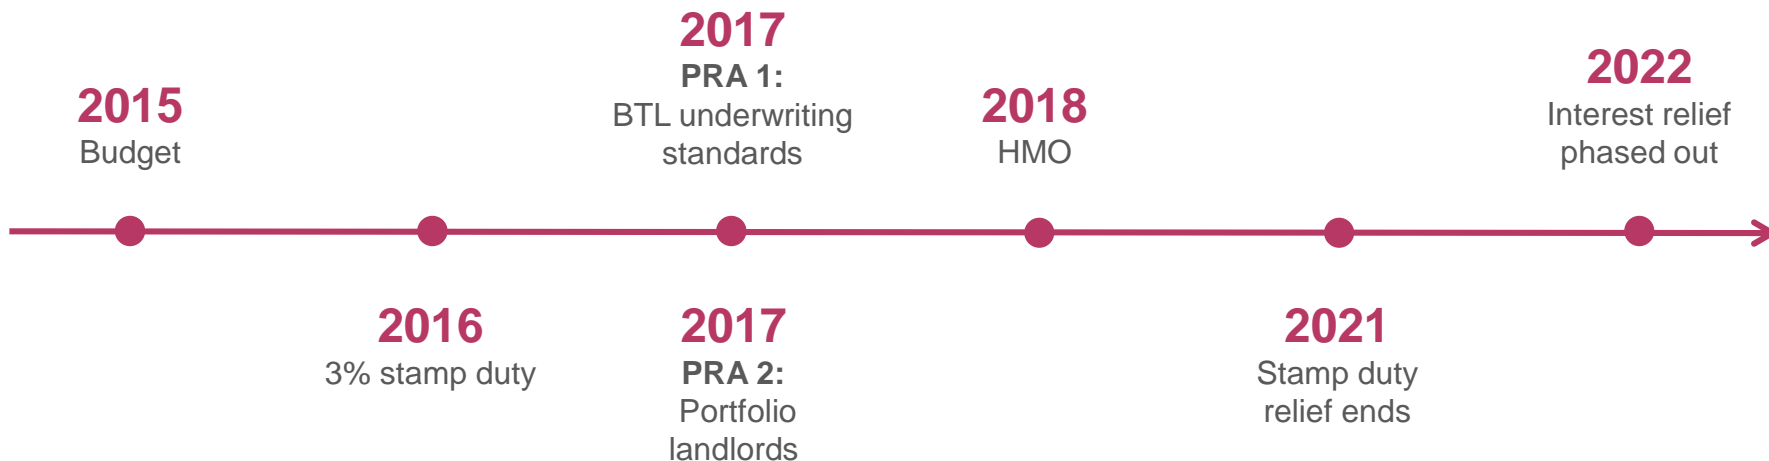 2015
Budget
2016
3% stamp duty
2017
PRA 1:
BTL underwriting
standards
2017
PRA 2:
Portfolio
landlords
2018
HMO
2021
Stamp duty
relief ends
2022
Interest relief
phased out